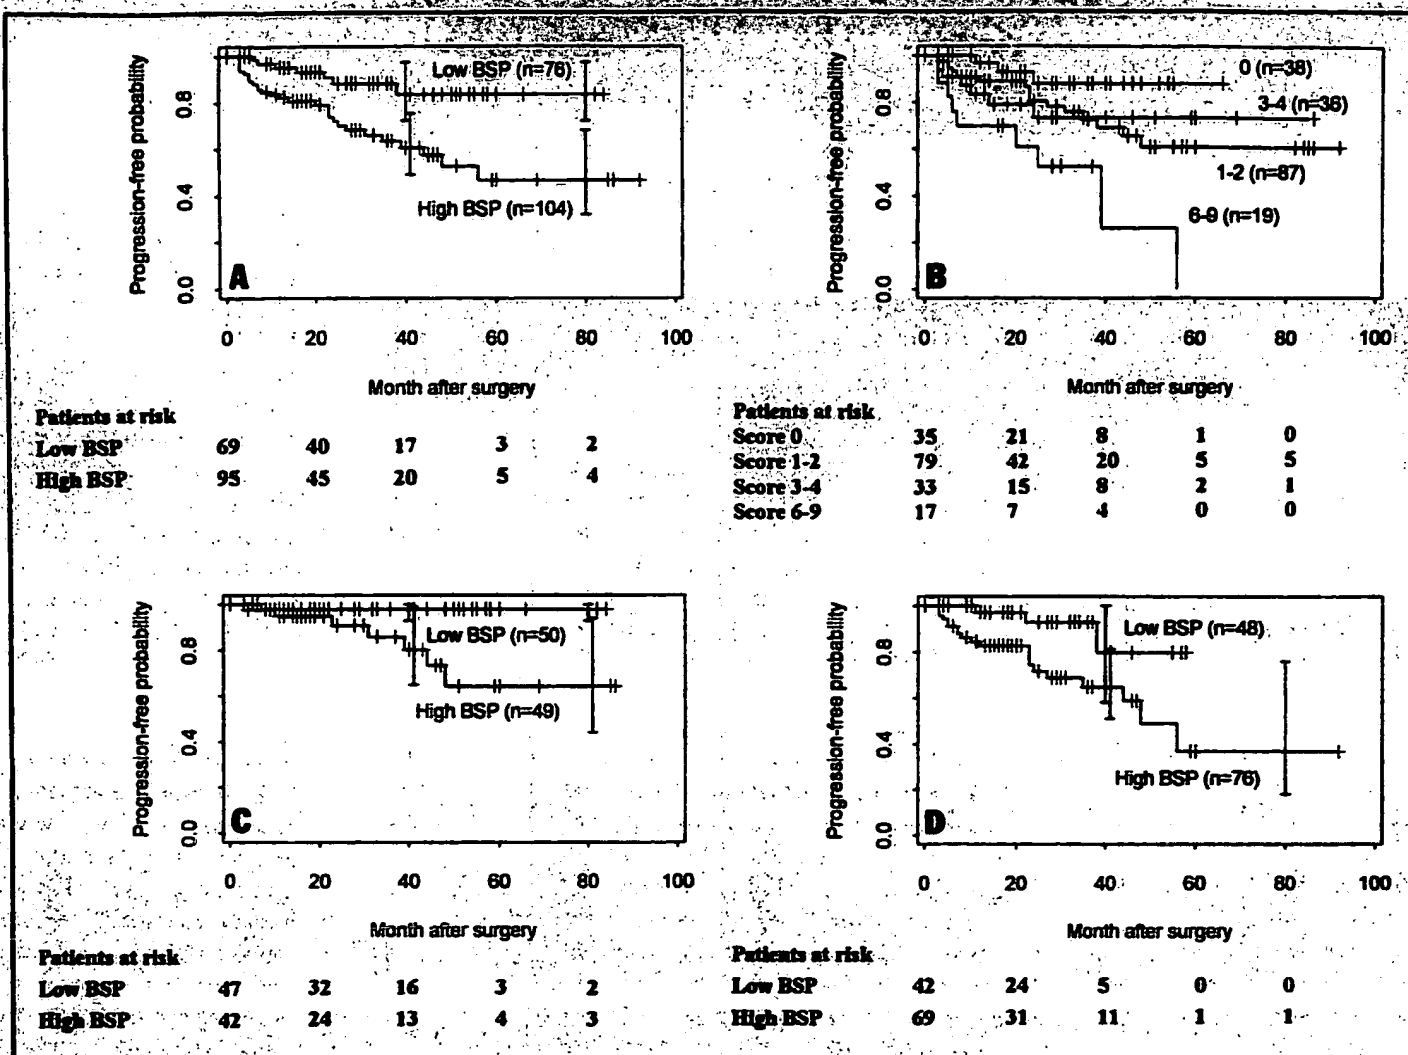 Progression-free probability
0.8
0.4
0.0
Low BSP (n=76)
High BSP (n=104)
A
0 20 40 60 80 100
Month after surgery
Patients at risk
Low BSP 69 40 17 3 2
High BSP 95 45 20 5 4
Progression-free probability
0.8
0.4
0.0
0 (n=38)
3-4 (n=36)
1-2 (n=87)
6-9 (n=19)
B
0 20 40 60 80 100
Month after surgery
Patients at risk
Score 0 35 21 8 1 0
Score 1-2 79 42 20 5 5
Score 3-4 33 15 8 2 1
Score 6-9 17 7 4 0 0
Progression-free probability
0.8
0.4
0.0
Low BSP (n=50)
High BSP (n=49)
C
0 20 40 60 80 100
Month after surgery
Patients at risk
Low BSP 47 32 16 3 2
High BSP 42 24 13 4 3
Progression-free probability
0.8
0.4
0.0
Low BSP (n=48)
High BSP (n=76)
D
0 20 40 60 80 100
Month after surgery
Patients at risk
Low BSP 42 24 5 0 0
High BSP 69 31 11 1 1